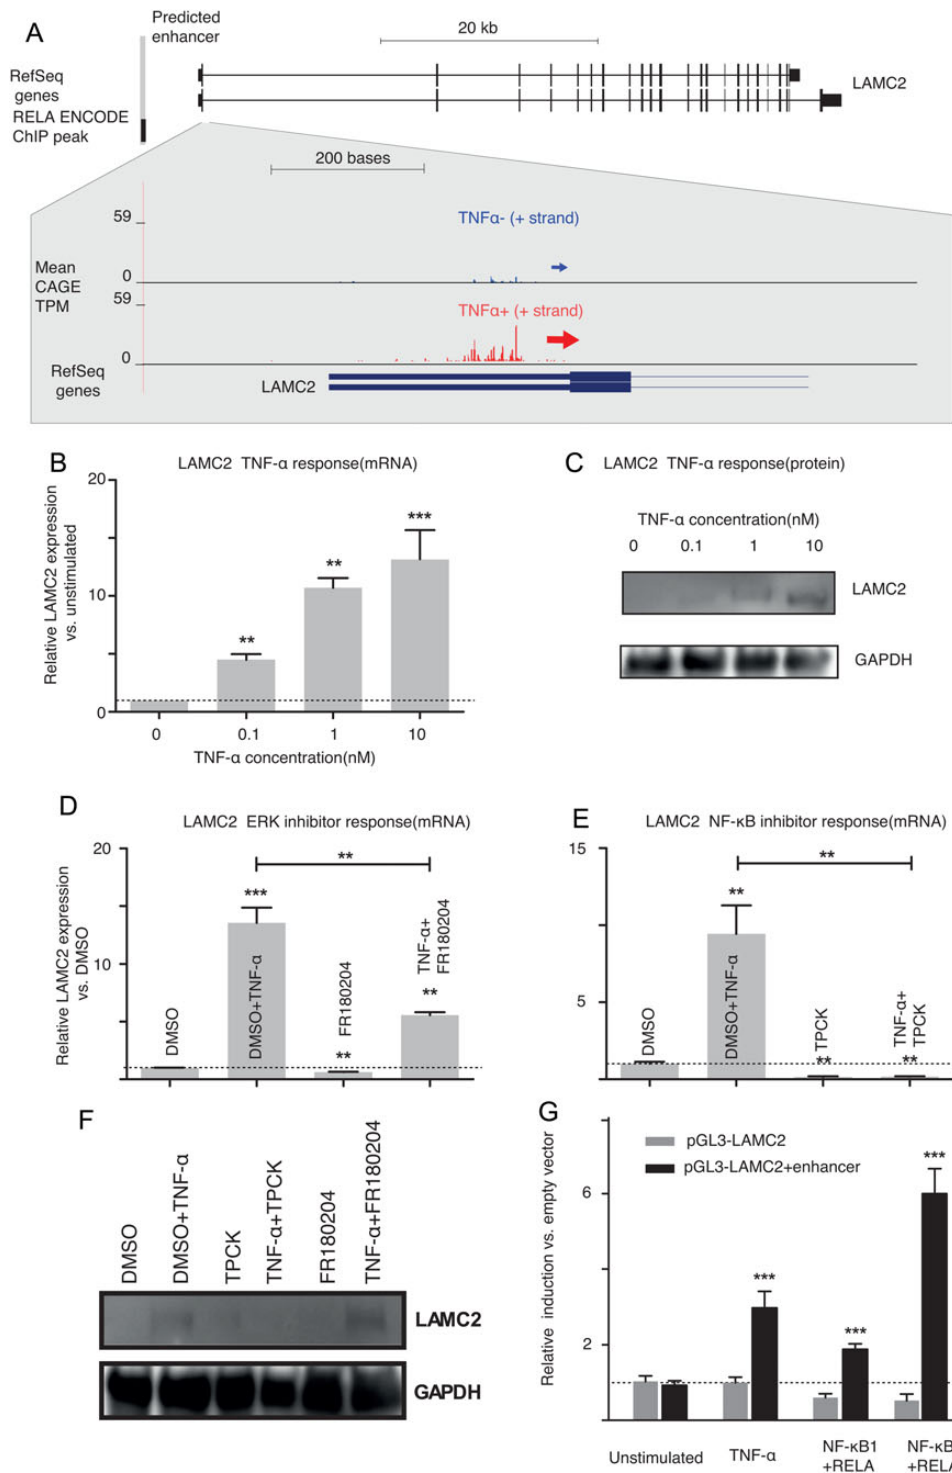 A
Predicted
enhancer
20 kb
RefSeq
genes
LAMC2
RELA ENCODE
ChIP peak
200 bases
59
TNFα- (+ strand)
Mean
CAGE
TPM
0
59
TNFα+ (+ strand)
0
RefSeq
genes
LAMC2
B
LAMC2 TNF-α response(mRNA)
Relative LAMC2 expression
vs. unstimulated
20
10
0
**
**
***
0
0.1
1
10
TNF-α concentration(nM)
C
LAMC2 TNF-α response(protein)
TNF-α concentration(nM)
0 0.1 1 10
LAMC2
GAPDH
D
LAMC2 ERK inhibitor response(mRNA)
Relative LAMC2 expression
vs. DMSO
20
10
**
***
**
**
DMSO
DMSO+TNF-α
FR180204
TNF-α+
FR180204
E
LAMC2 NF-κB inhibitor response(mRNA)
15
5
**
**
**
**
DMSO
DMSO+TNF-α
TPCK
TNF-α+
TPCK
F
DMSO
DMSO+TNF-α
TPCK
TNF-α+TPCK
FR180204
TNF-α+FR180204
LAMC2
GAPDH
G
Relative induction vs. empty vector
pGL3-LAMC2
pGL3-LAMC2+enhancer
6
2
***
***
***
Unstimulated
TNF-α
NF-κB1
+RELA
NF-κB
+RELA